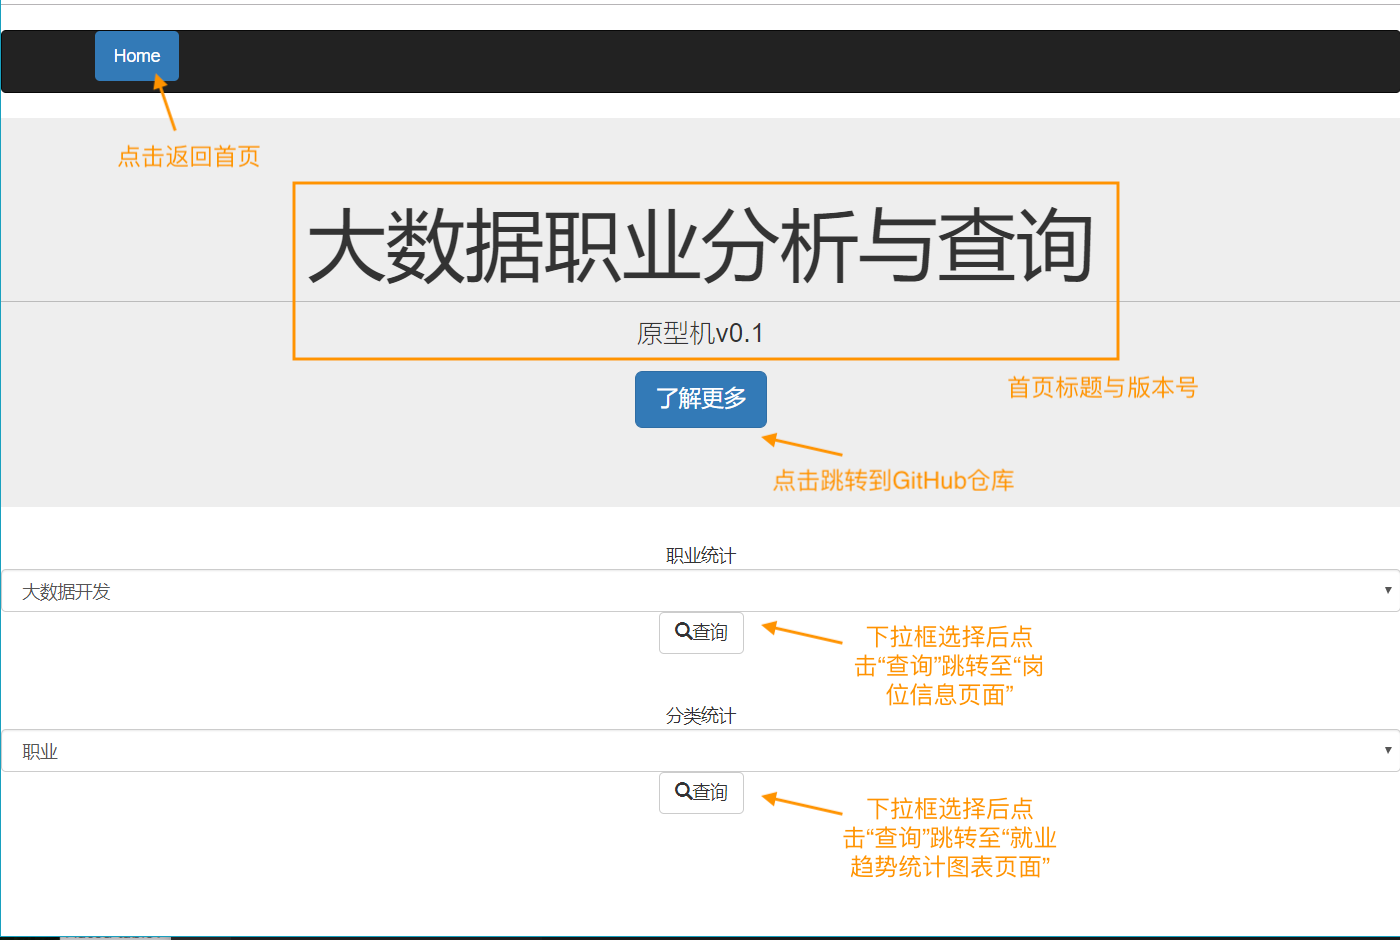 Home
点击返回首页
大数据职业分析与查询
原型机v0.1
首页标题与版本号
了解更多
点击跳转到GitHub仓库
职业统计
大数据开发
查询
下拉框选择后点
击“查询”跳转至“岗
位信息页面”
分类统计
职业
查询
下拉框选择后点
击“查询”跳转至“就业
趋势统计图表页面”